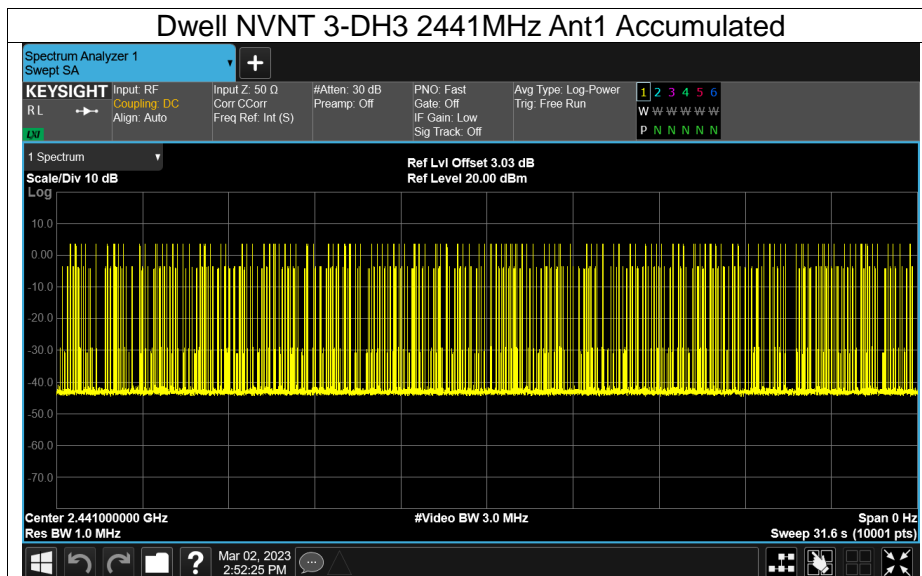 Dwell NVNT 3-DH3 2441MHz Ant1 Accumulated
Spectrum Analyzer 1
Swept SA
KEYSIGHT Input: RF Input Z: 50 Ω #Atten: 30 dB PNO: Fast Avg Type: Log-Power 1 2 3 4 5 6
R L Coupling: DC Corr CCorr Preamp: Off Gate: Off Trig: Free Run W W W W W W
Align: Auto Freq Ref: Int (S) IF Gain: Low P N N N N N
LXI Sig Track: Off
1 Spectrum
Ref Lvl Offset 3.03 dB
Scale/Div 10 dB Ref Level 20.00 dBm
Log
10.0
0.00
-10.0
-20.0
-30.0
-40.0
-50.0
-60.0
-70.0
Center 2.441000000 GHz #Video BW 3.0 MHz Span 0 Hz
Res BW 1.0 MHz Sweep 31.6 s (10001 pts)
? Mar 02, 2023
2:52:25 PM